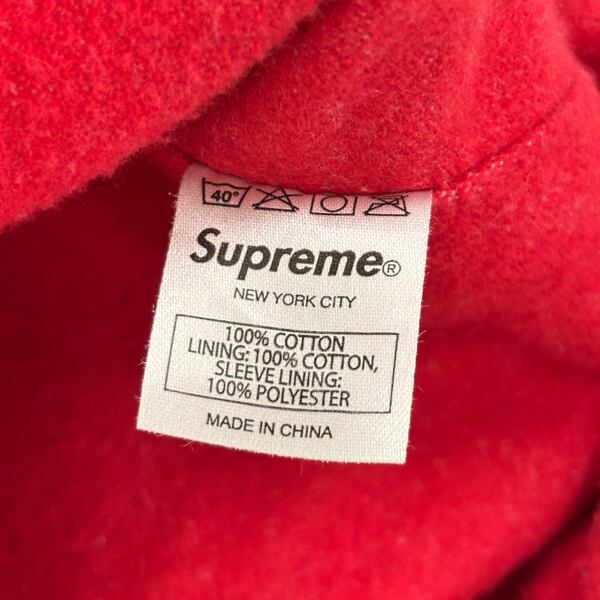 40°
Supreme®
NEW YORK CITY
100% COTTON
LINING: 100% COTTON,
SLEEVE LINING:
100% POLYESTER
MADE IN CHINA